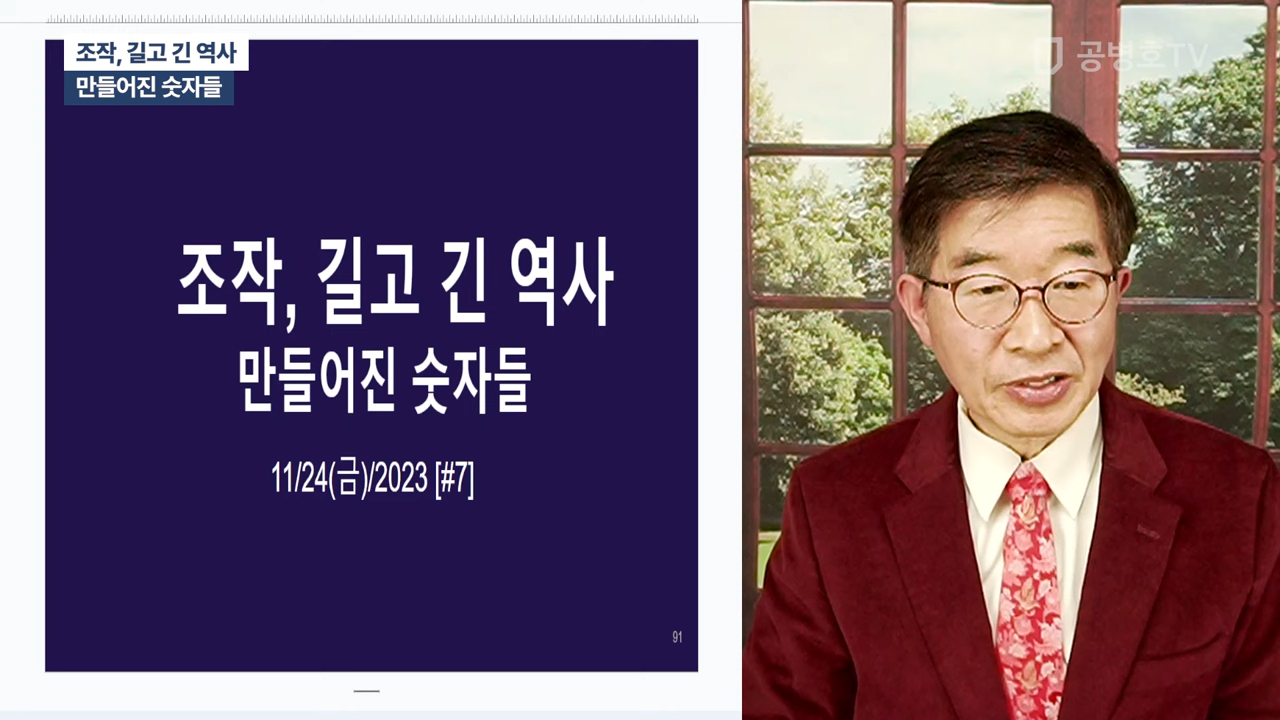 조작, 길고 긴 역사
만들어진 숫자들
공병호TV
조작, 길고 긴 역사
만들어진 숫자들
11/24(금)/2023 [#7]
91